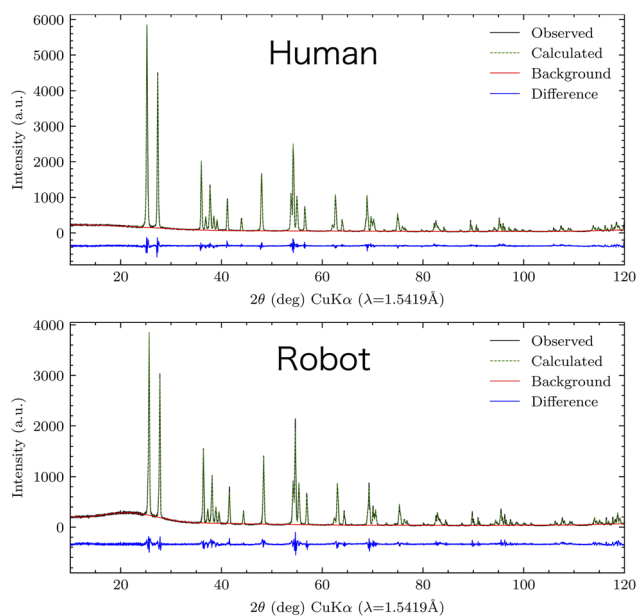 6000
5000
4000
3000
2000
1000
0
Intensity (a.u.)
Human
Observed
Calculated
Background
Difference
20 40 60 80 100 120
2θ (deg) CuKα (λ=1.5419Å)
4000
3000
2000
1000
0
Intensity (a.u.)
Robot
Observed
Calculated
Background
Difference
20 40 60 80 100 120
2θ (deg) CuKα (λ=1.5419Å)